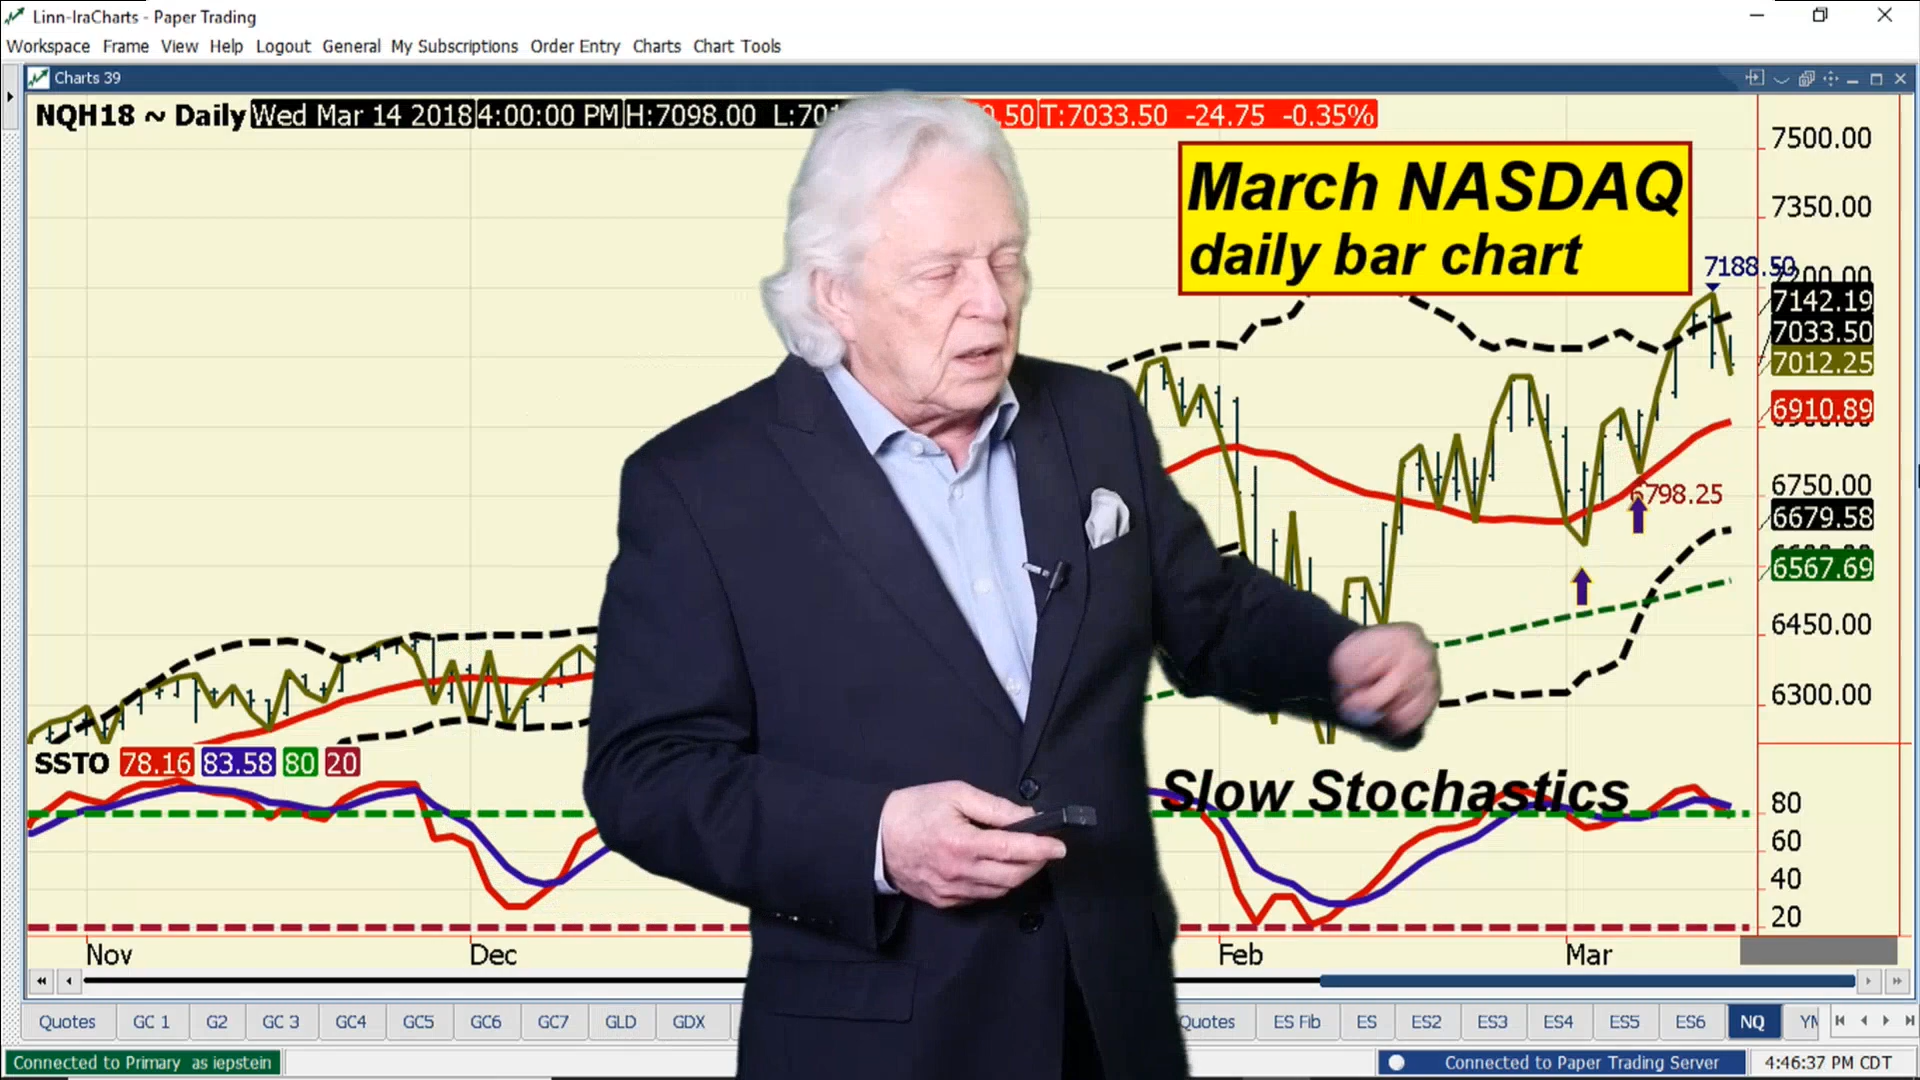 Linn-IraCharts - Paper Trading
Workspace Frame View Help Logout General My Subscriptions Order Entry Charts Chart Tools
Charts 39
NQH18 ~ Daily Wed Mar 14 2018 4:00:00 PM H:7098.00 T:7033.50 -24.75 -0.35%
March NASDAQ
daily bar chart
7500.00
7350.00
7188.50
7200.00
7142.19
7033.50
7012.25
6910.89
6798.25
6750.00
6679.58
6567.69
6450.00
6300.00
SSTO 78.16 83.58 80 20
Slow Stochastics
80
60
40
20
Nov Dec Feb Mar
Quotes GC 1 G2 GC 3 GC4 GC5 GC6 GC7 GLD GDX Quotes ES Fib ES ES2 ES3 ES4 ES5 ES6 NQ
Connected to Primary as iepstein Connected to Paper Trading Server 4:46:37 PM CDT